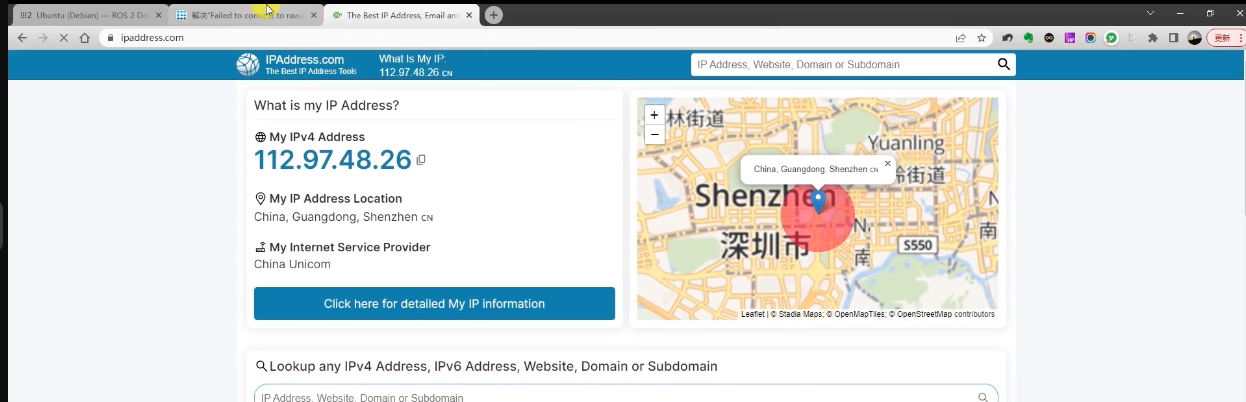 Ubuntu (Debian) — ROS 2 Do
解决"Failed to connect to raw.
The Best IP Address, Email and
ipaddress.com
更新
IPAddress.com
The Best IP Address Tools
What Is My IP:
112.97.48.26 CN
IP Address, Website, Domain or Subdomain
What is my IP Address?
My IPv4 Address
112.97.48.26
My IP Address Location
China, Guangdong, Shenzhen CN
My Internet Service Provider
China Unicom
Click here for detailed My IP information
+
−
林街道
Yuanling
China, Guangdong, Shenzhen CN
×
街道
Shenzhen
深圳市
N
S550
南
南
Leaflet | © Stadia Maps; © OpenMapTiles; © OpenStreetMap contributors
Lookup any IPv4 Address, IPv6 Address, Website, Domain or Subdomain
IP Address, Website, Domain or Subdomain